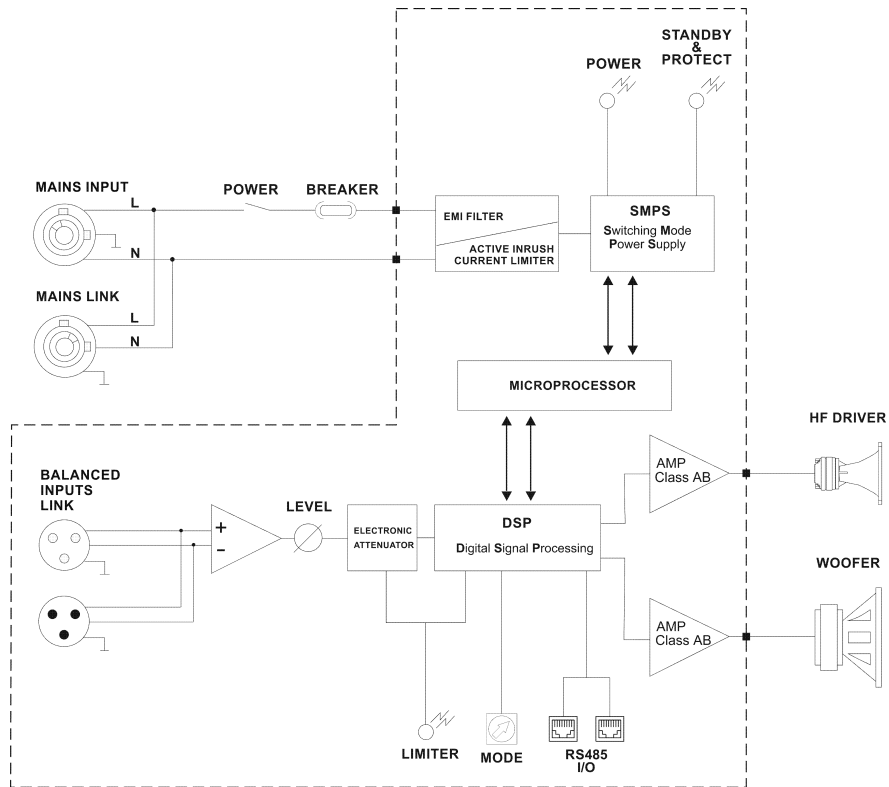 STANDBY
&
PROTECT
POWER
MAINS INPUT
L
POWER
BREAKER
N
EMI FILTER
ACTIVE INRUSH
CURRENT LIMITER
SMPS
Switching Mode
Power Supply
MAINS LINK
L
N
MICROPROCESSOR
HF DRIVER
AMP
Class AB
BALANCED
INPUTS
LINK
+
−
LEVEL
ELECTRONIC
ATTENUATOR
DSP
Digital Signal Processing
WOOFER
AMP
Class AB
LIMITER
MODE
RS485
I/O